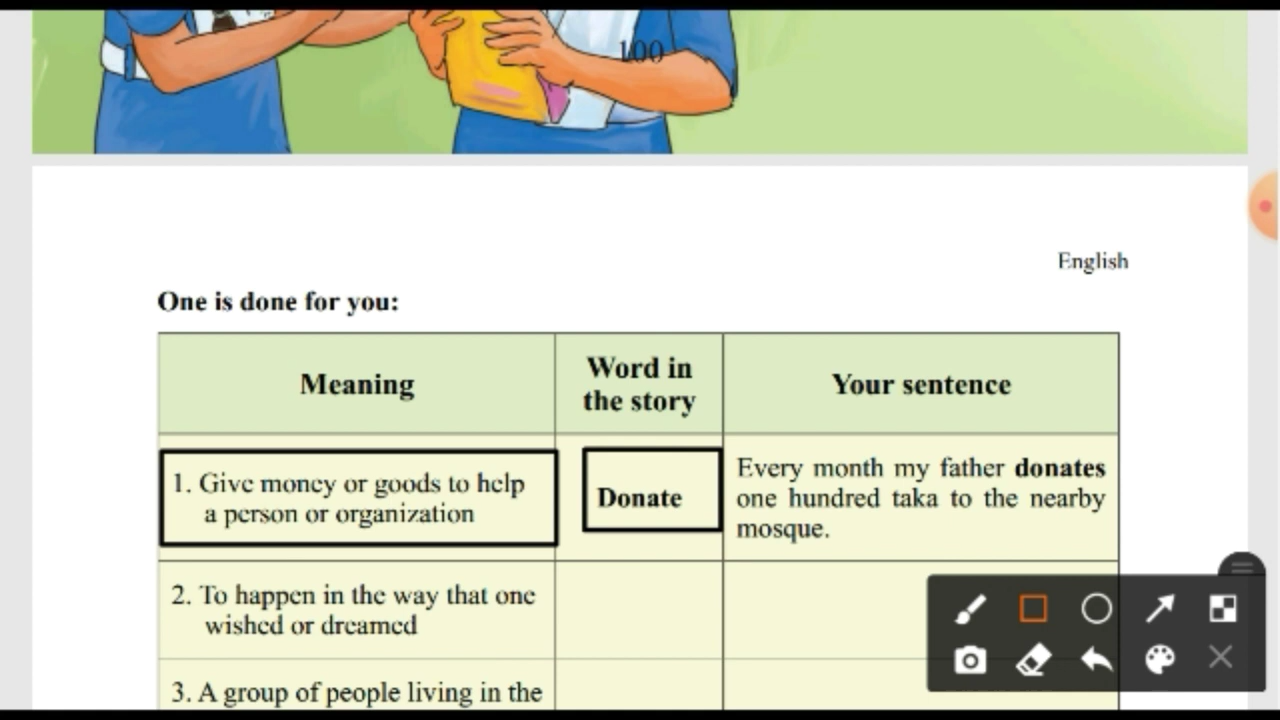 100
English
One is done for you:
Meaning
Word in
the story
Your sentence
1. Give money or goods to help
a person or organization
Donate
Every month my father donates
one hundred taka to the nearby
mosque.
2. To happen in the way that one
wished or dreamed
3. A group of people living in the